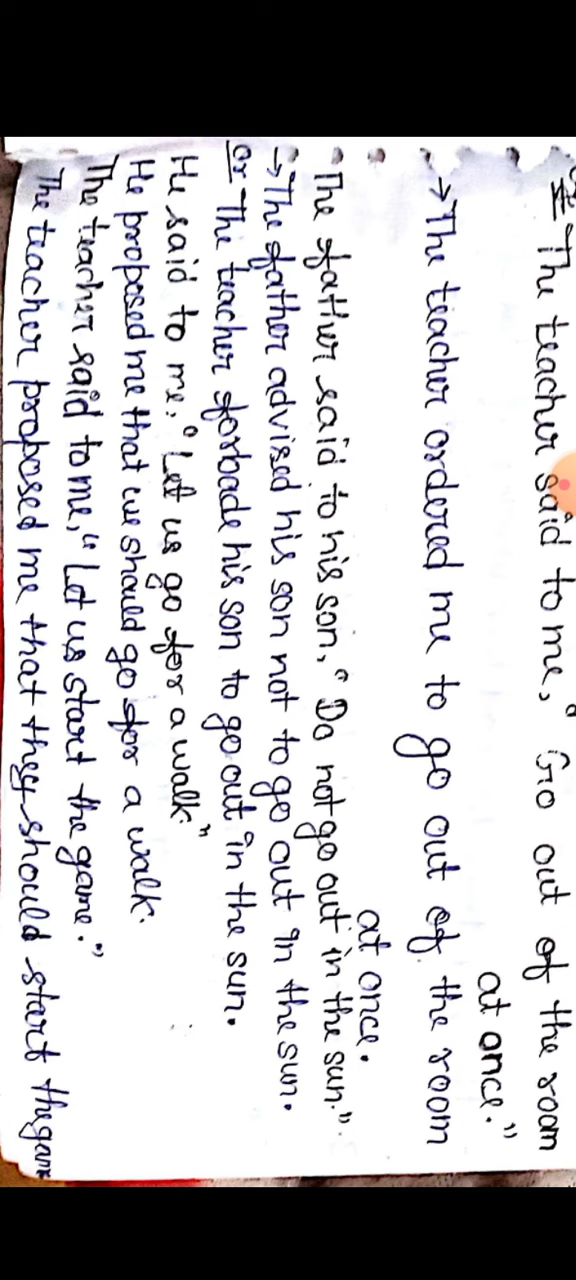 The teacher said to me, " Go out of the room
at once."
→ The teacher ordered me to go out of the room
at once.
• The father said to his son, " Do not go out in the sun."
→ The father advised his son not to go out in the sun.
or The teacher forbade his son to go out in the sun.
He said to me, " Let us go for a walk"
He proposed me that we should go for a walk.
The teacher said to me, " Let us start the game."
The teacher proposed me that they should start the game